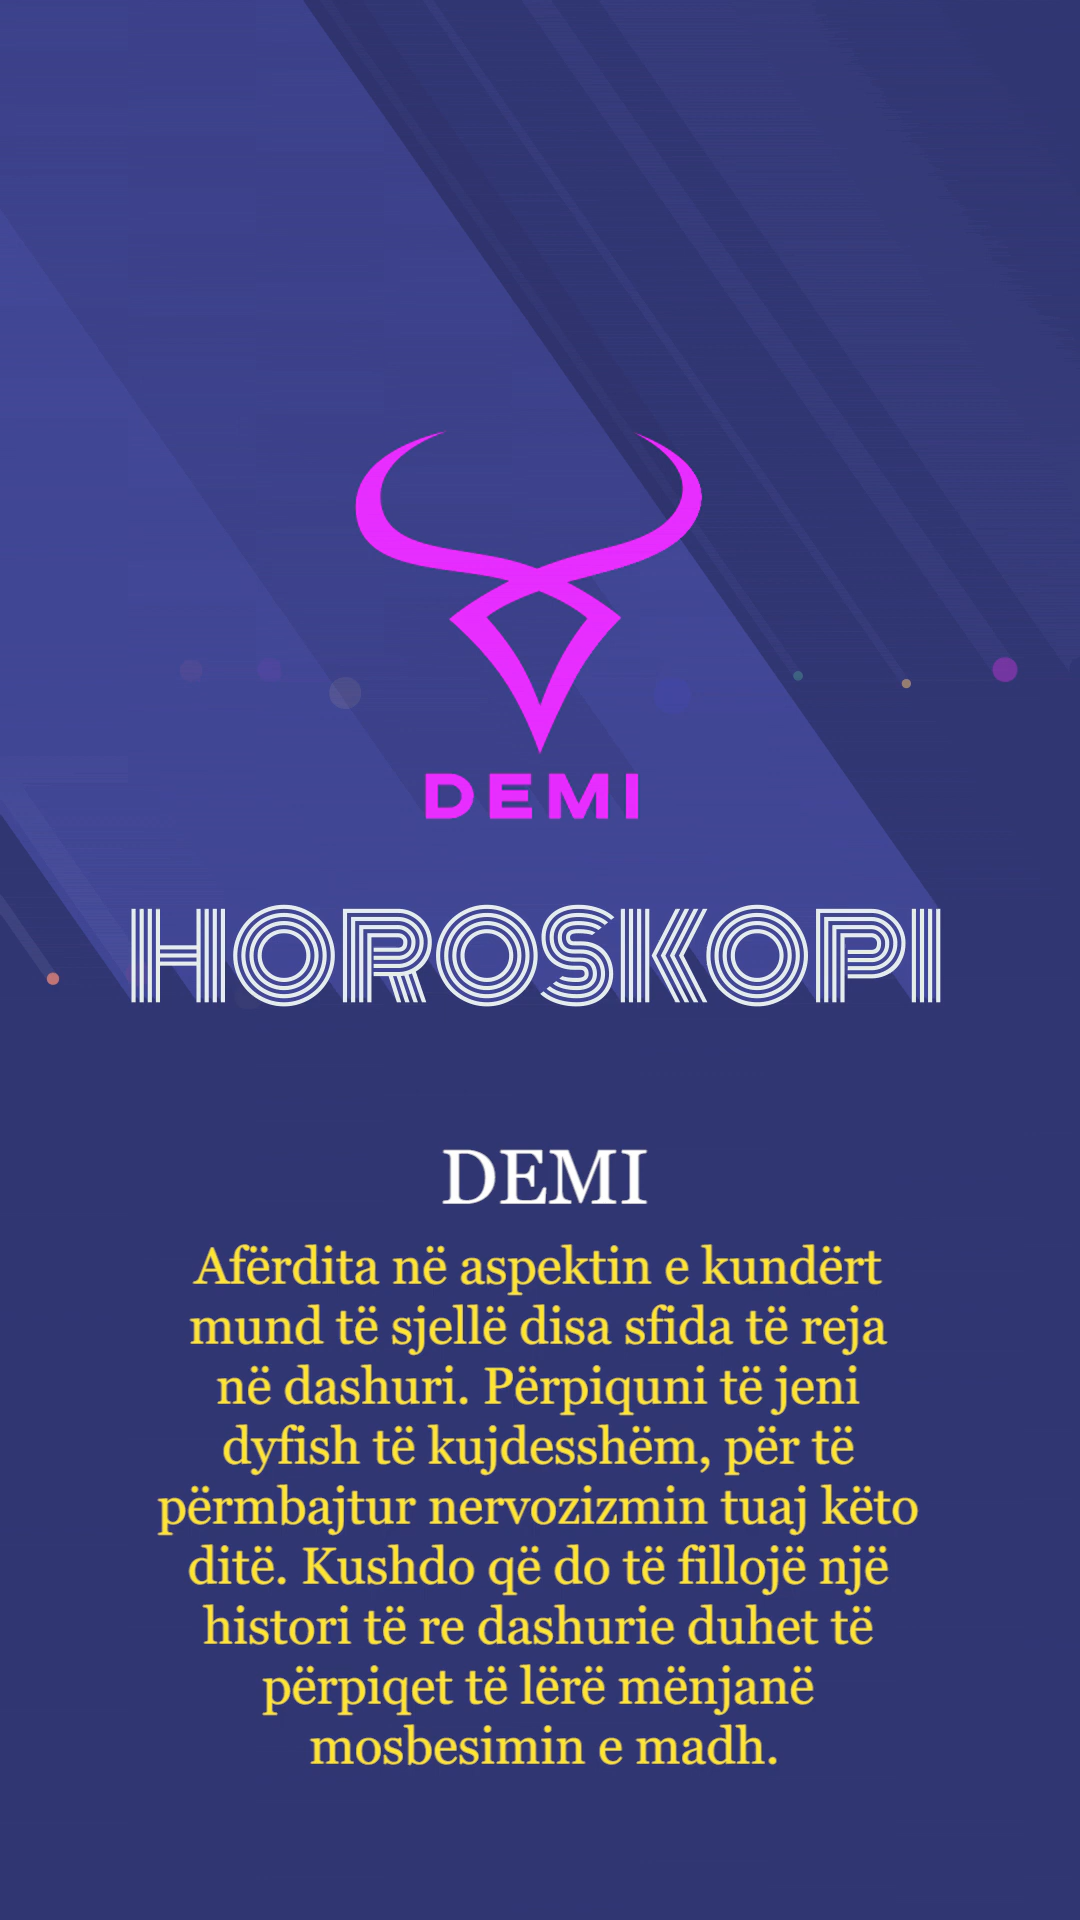 DEMI
HOROSKOPI
DEMI
Afërdita në aspektin e kundërt
mund të sjellë disa sfida të reja
në dashuri. Përpiquni të jeni
dyfish të kujdesshëm, për të
përmbajtur nervozizmin tuaj këto
ditë. Kushdo që do të fillojë një
histori të re dashurie duhet të
përpiqet të lërë mënjanë
mosbesimin e madh.